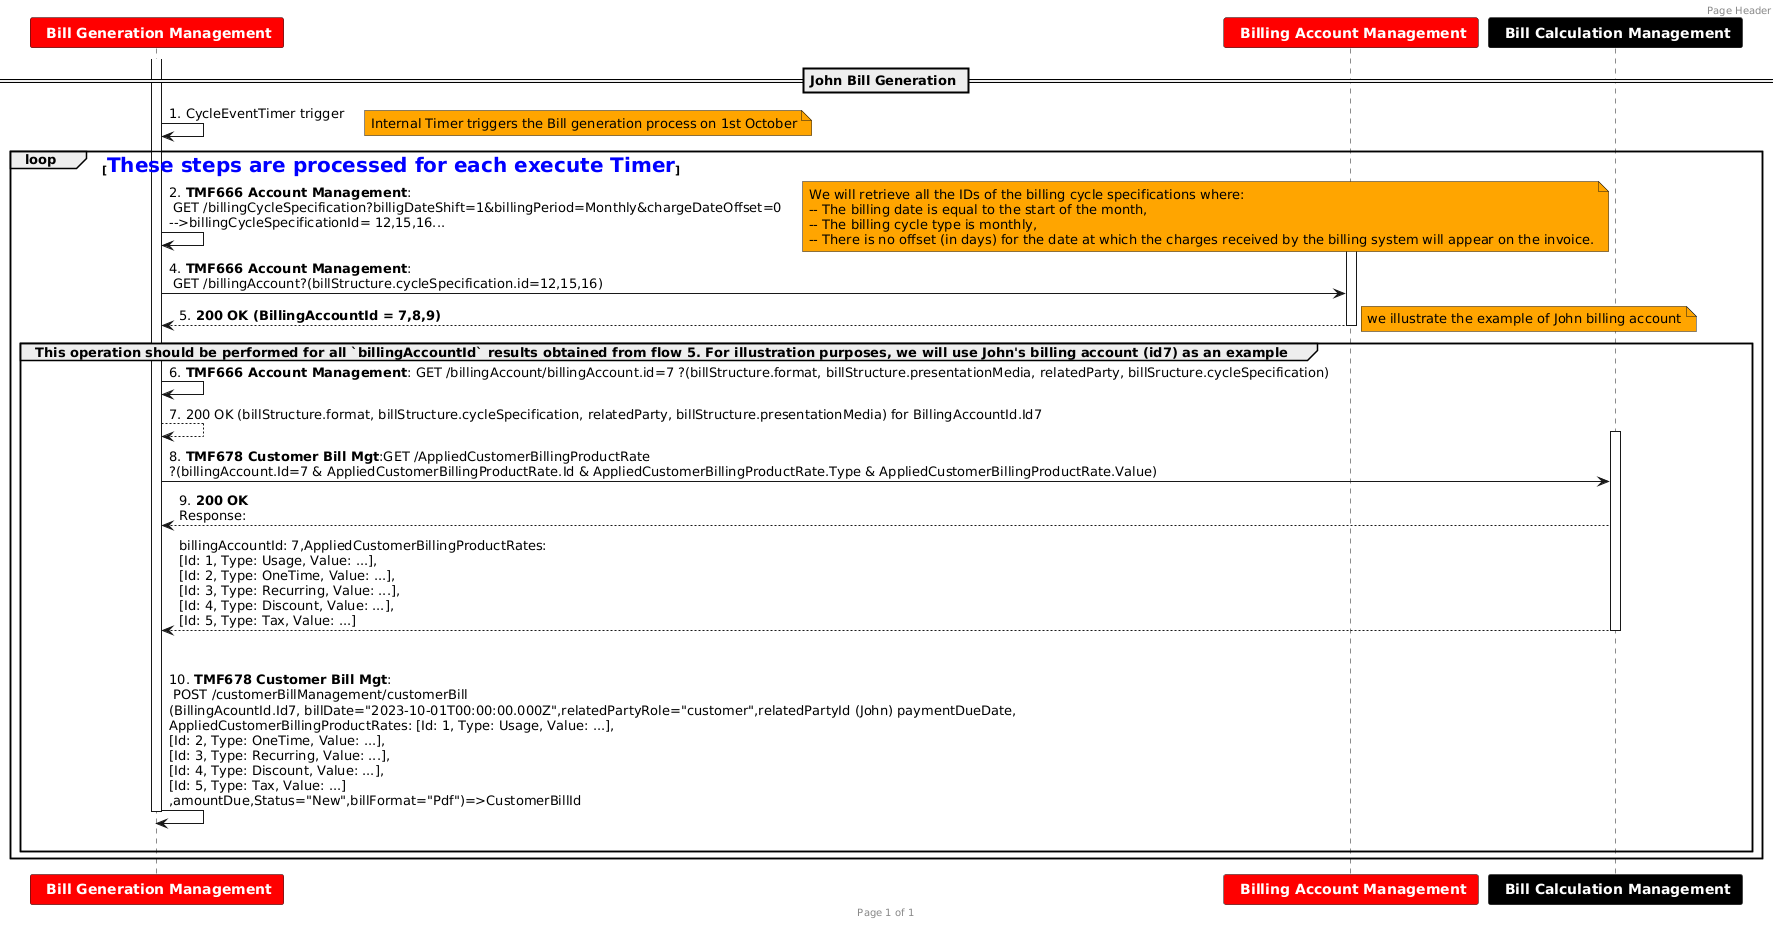 Page Header
Bill Generation Management
Billing Account Management
Bill Calculation Management
John Bill Generation
1. CycleEventTimer trigger
Internal Timer triggers the Bill generation process on 1st October
loop
[These steps are processed for each execute Timer]
2. TMF666 Account Management:
GET /billingCycleSpecification?billigDateShift=1&billingPeriod=Monthly&chargeDateOffset=0
-->billingCycleSpecificationId= 12,15,16...
We will retrieve all the IDs of the billing cycle specifications where:
-- The billing date is equal to the start of the month,
-- The billing cycle type is monthly,
-- There is no offset (in days) for the date at which the charges received by the billing system will appear on the invoice.
4. TMF666 Account Management:
GET /billingAccount?(billStructure.cycleSpecification.id=12,15,16)
5. 200 OK (BillingAccountId = 7,8,9)
we illustrate the example of John billing account
This operation should be performed for all `billingAccountId` results obtained from flow 5. For illustration purposes, we will use John's billing account (id7) as an example
6. TMF666 Account Management: GET /billingAccount/billingAccount.id=7 ?(billStructure.format, billStructure.presentationMedia, relatedParty, billSructure.cycleSpecification)
7. 200 OK (billStructure.format, billStructure.cycleSpecification, relatedParty, billStructure.presentationMedia) for BillingAccountId.Id7
8. TMF678 Customer Bill Mgt:GET /AppliedCustomerBillingProductRate
?(billingAccount.Id=7 & AppliedCustomerBillingProductRate.Id & AppliedCustomerBillingProductRate.Type & AppliedCustomerBillingProductRate.Value)
9. 200 OK
Response:
billingAccountId: 7,AppliedCustomerBillingProductRates:
[Id: 1, Type: Usage, Value: ...],
[Id: 2, Type: OneTime, Value: ...],
[Id: 3, Type: Recurring, Value: ...],
[Id: 4, Type: Discount, Value: ...],
[Id: 5, Type: Tax, Value: ...]
10. TMF678 Customer Bill Mgt:
POST /customerBillManagement/customerBill
(BillingAcountId.Id7, billDate="2023-10-01T00:00:00.000Z",relatedPartyRole="customer",relatedPartyId (John) paymentDueDate,
AppliedCustomerBillingProductRates: [Id: 1, Type: Usage, Value: ...],
[Id: 2, Type: OneTime, Value: ...],
[Id: 3, Type: Recurring, Value: ...],
[Id: 4, Type: Discount, Value: ...],
[Id: 5, Type: Tax, Value: ...]
,amountDue,Status="New",billFormat="Pdf")=>CustomerBillId
Bill Generation Management
Billing Account Management
Bill Calculation Management
Page 1 of 1